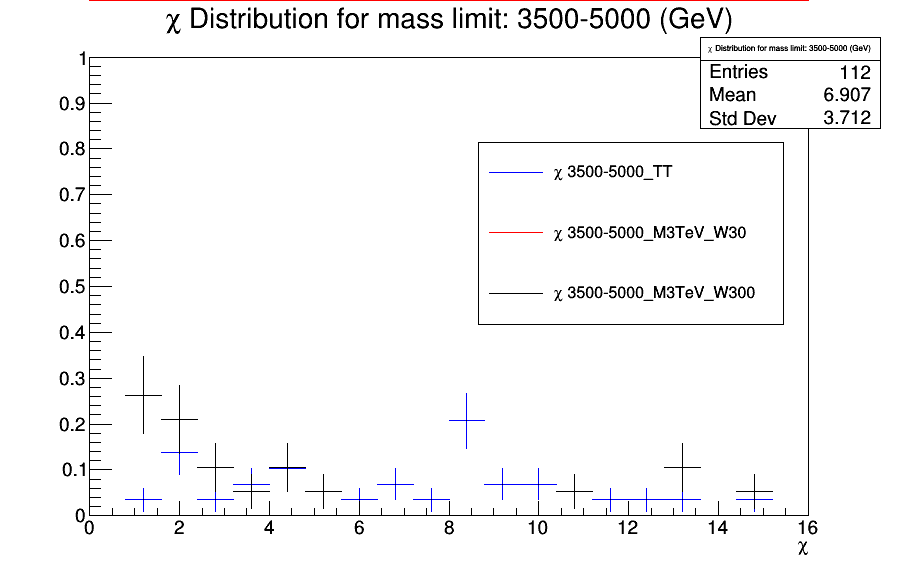 χ Distribution for mass limit: 3500-5000 (GeV)
χ Distribution for mass limit: 3500-5000 (GeV)
Entries 112
Mean 6.907
Std Dev 3.712
χ 3500-5000_TT
χ 3500-5000_M3TeV_W30
χ 3500-5000_M3TeV_W300
1
0.9
0.8
0.7
0.6
0.5
0.4
0.3
0.2
0.1
0
0 2 4 6 8 10 12 14 16
χ